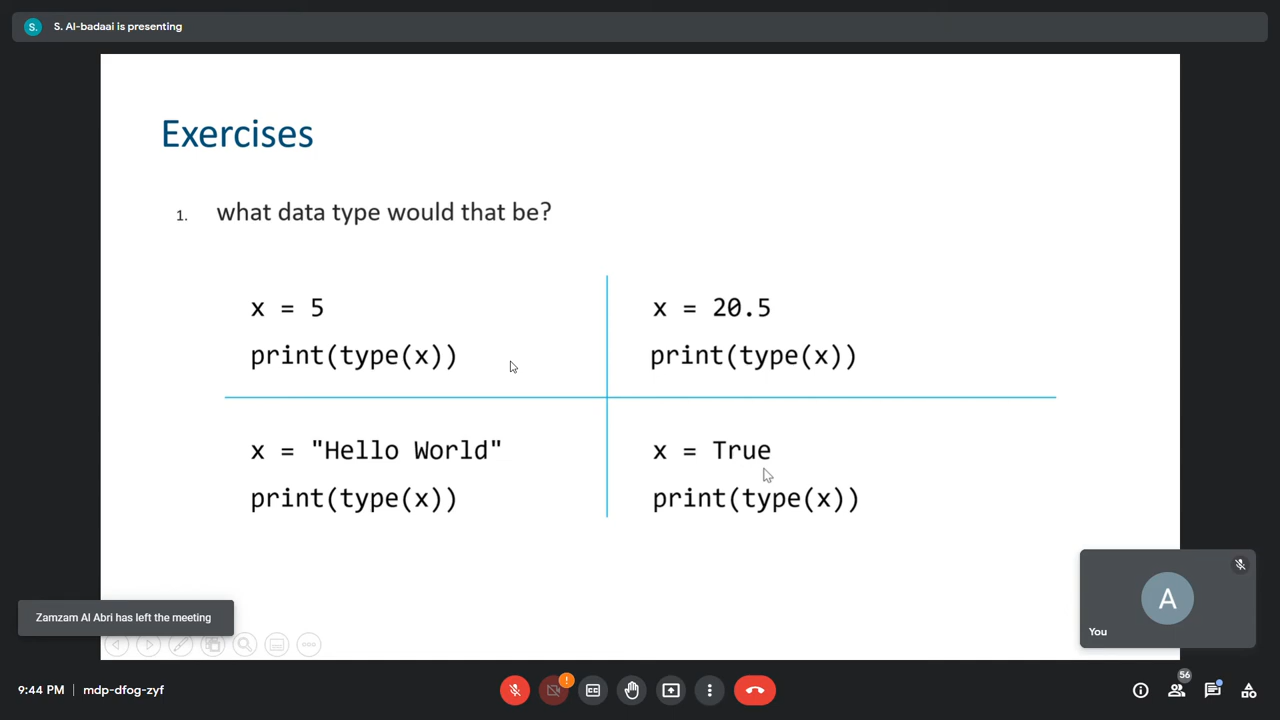 S. S. Al-badaai is presenting
Exercises
1. what data type would that be?
x = 5
print(type(x))
x = 20.5
print(type(x))
x = "Hello World"
print(type(x))
x = True
print(type(x))
A
You
Zamzam Al Abri has left the meeting
9:44 PM | mdp-dfog-zyf
! CC 56